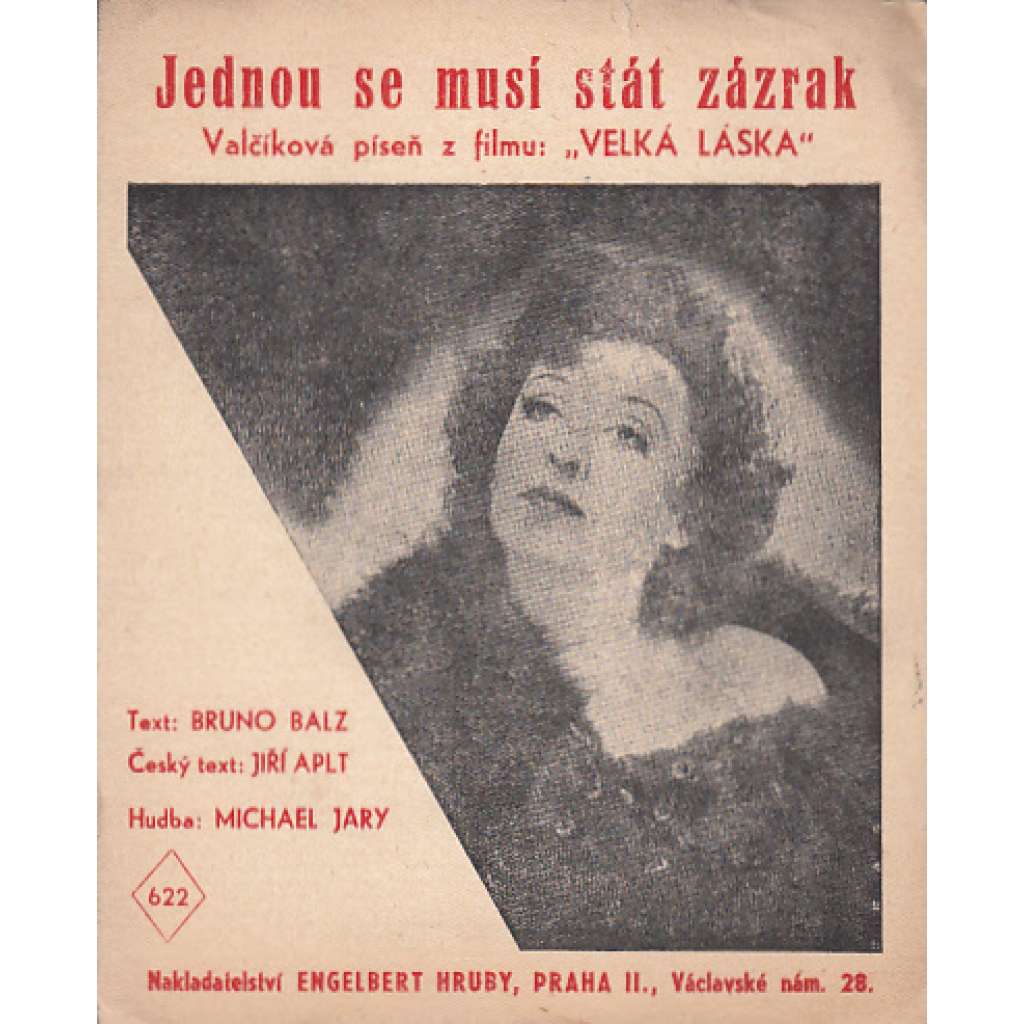 Jednou se musí stát zázrak
Valčíková píseň z filmu: „VELKÁ LÁSKA“
Text: BRUNO BALZ
Český text: JIŘÍ APLT
Hudba: MICHAEL JARY
622
Nakladatelství ENGELBERT HRUBY, PRAHA II., Václavské nám. 28.